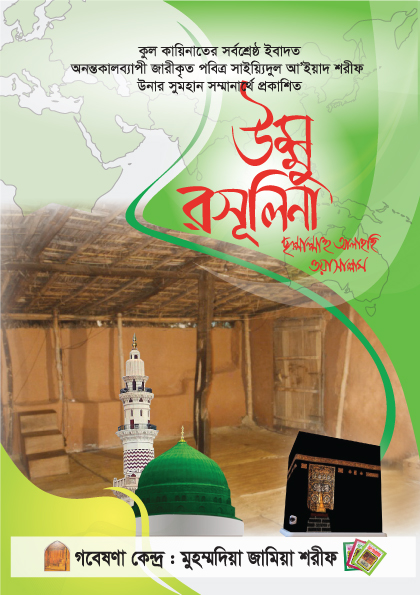 কুল কায়িনাতের সর্বশ্রেষ্ঠ ইবাদত
অনন্তকালব্যাপী জারীকৃত পবিত্র সাইয়্যিদুল আ'ইয়াদ শরীফ
উনার সুমহান সম্মানার্থে প্রকাশিত
উম্মু
রসূলিনা
ছল্লাল্লাহু আলাইহি
ওয়া সাল্লাম
গবেষণা কেন্দ্র : মুহম্মদিয়া জামিয়া শরীফ